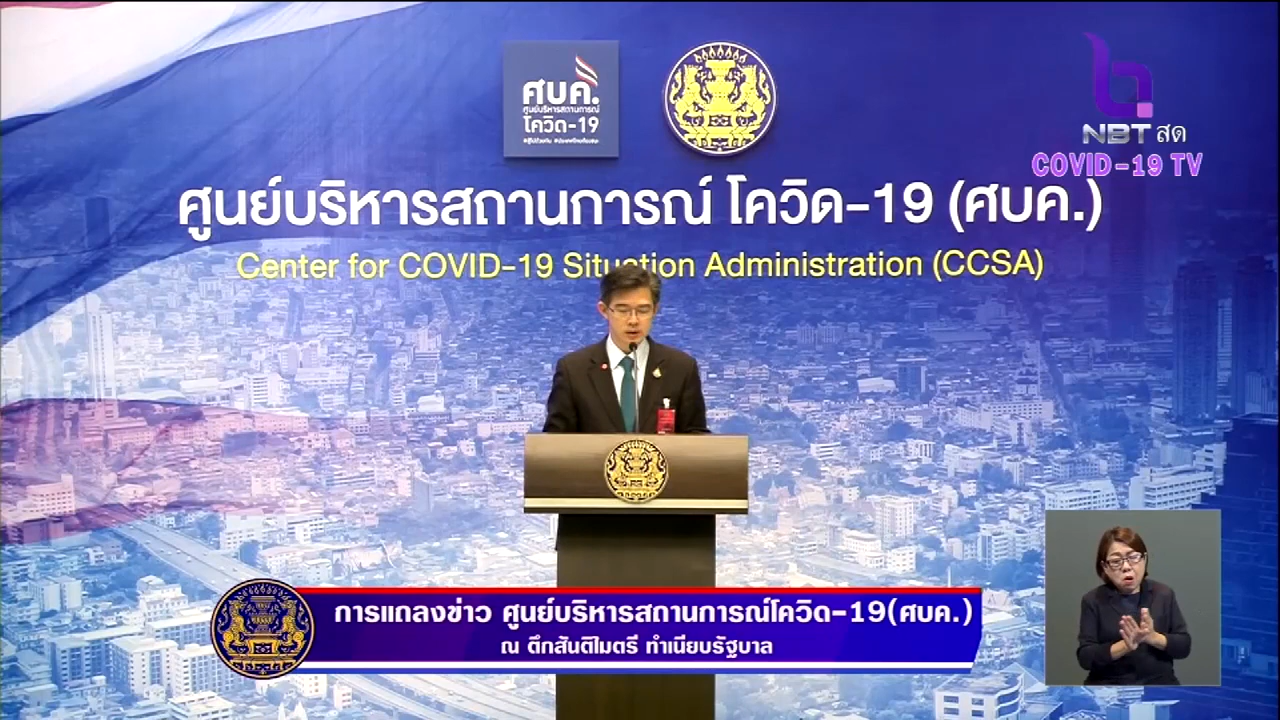 ศบค.
ศูนย์บริหารสถานการณ์
โควิด-19
NBT สด
COVID-19 TV
ศูนย์บริหารสถานการณ์ โควิด-19 (ศบค.)
Center for COVID-19 Situation Administration (CCSA)
การแถลงข่าว ศูนย์บริหารสถานการณ์โควิด-19(ศบค.)
ณ ตึกสันติไมตรี ทำเนียบรัฐบาล